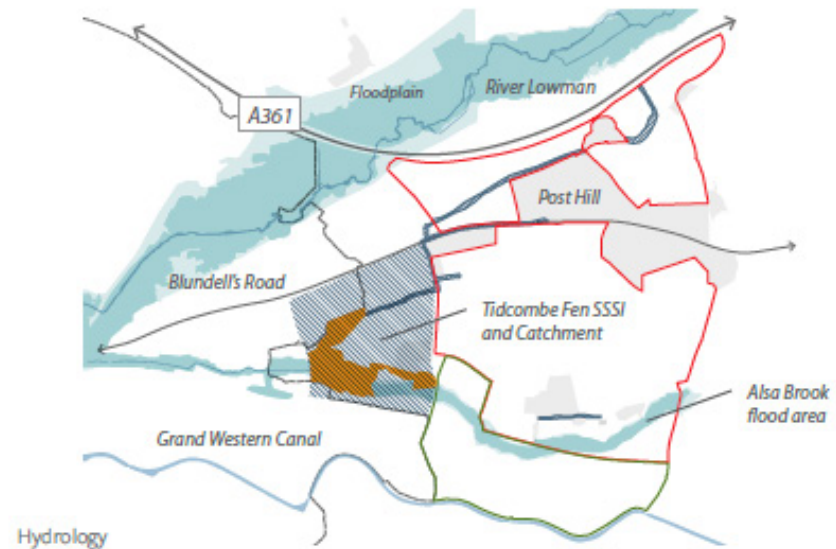 Floodplain
River Lowman
A361
Post Hill
Blundell's Road
Tidcombe Fen SSSI
and Catchment
Alsa Brook
flood area
Grand Western Canal
Hydrology